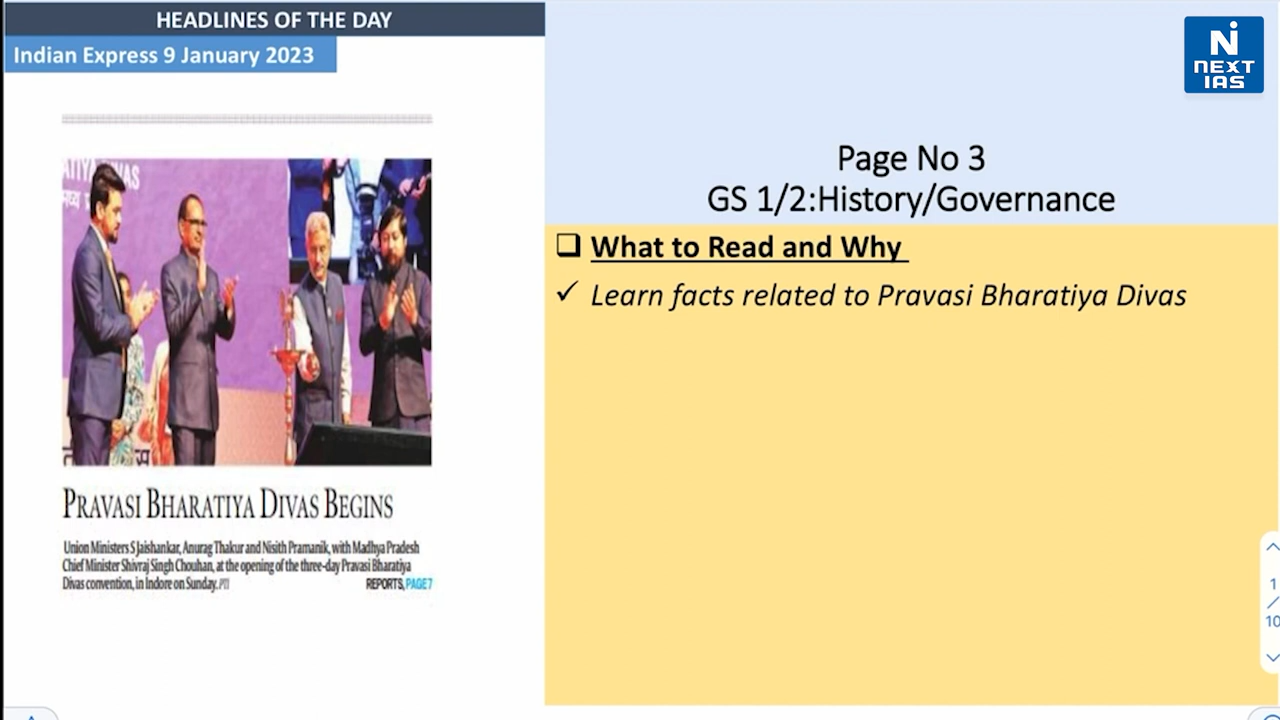 HEADLINES OF THE DAY
Indian Express 9 January 2023
NEXT
IAS
Page No 3
GS 1/2:History/Governance
What to Read and Why
Learn facts related to Pravasi Bharatiya Divas
PRAVASI BHARATIYA DIVAS BEGINS
Union Ministers S Jaishankar, Anurag Thakur and Nisith Pramanik, with Madhya Pradesh
Chief Minister Shivraj Singh Chouhan, at the opening of the three-day Pravasi Bharatiya
Divas convention, in Indore on Sunday. PTI
REPORTS, PAGE 7
1
/
10